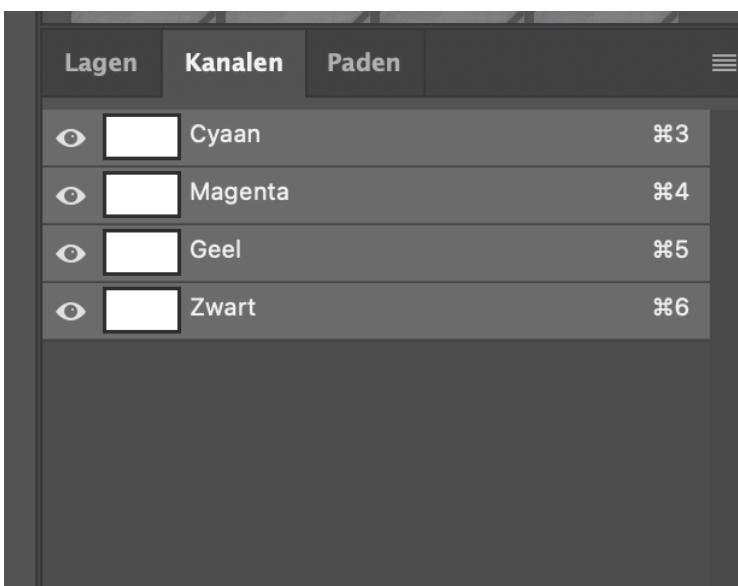 Lagen Kanalen Paden
Cyaan ⌘3
Magenta ⌘4
Geel ⌘5
Zwart ⌘6